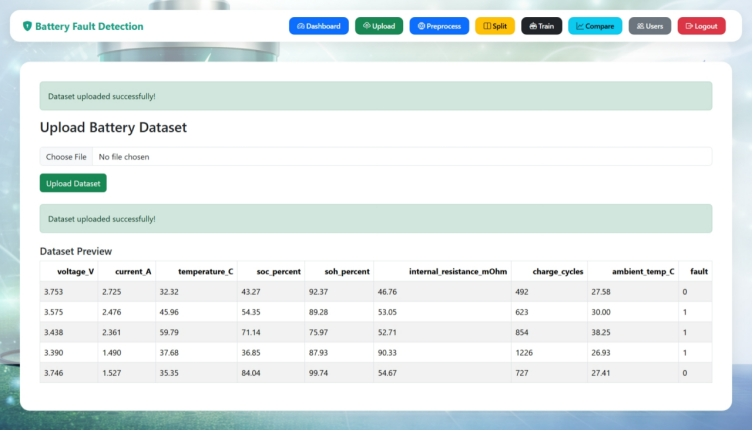 Battery Fault Detection
Dashboard Upload Preprocess Split Train Compare Users Logout
Dataset uploaded successfully!
Upload Battery Dataset
Choose File No file chosen
Upload Dataset
Dataset uploaded successfully!
Dataset Preview
voltage_V current_A temperature_C soc_percent soh_percent internal_resistance_mOhm charge_cycles ambient_temp_C fault
3.753 2.725 32.32 43.27 92.37 46.76 492 27.58 0
3.575 2.476 45.96 54.35 89.28 53.05 623 30.00 1
3.438 2.361 59.79 71.14 75.97 52.71 854 38.25 1
3.390 1.490 37.68 36.85 87.93 90.33 1226 26.93 1
3.746 1.527 35.35 84.04 99.74 54.67 727 27.41 0